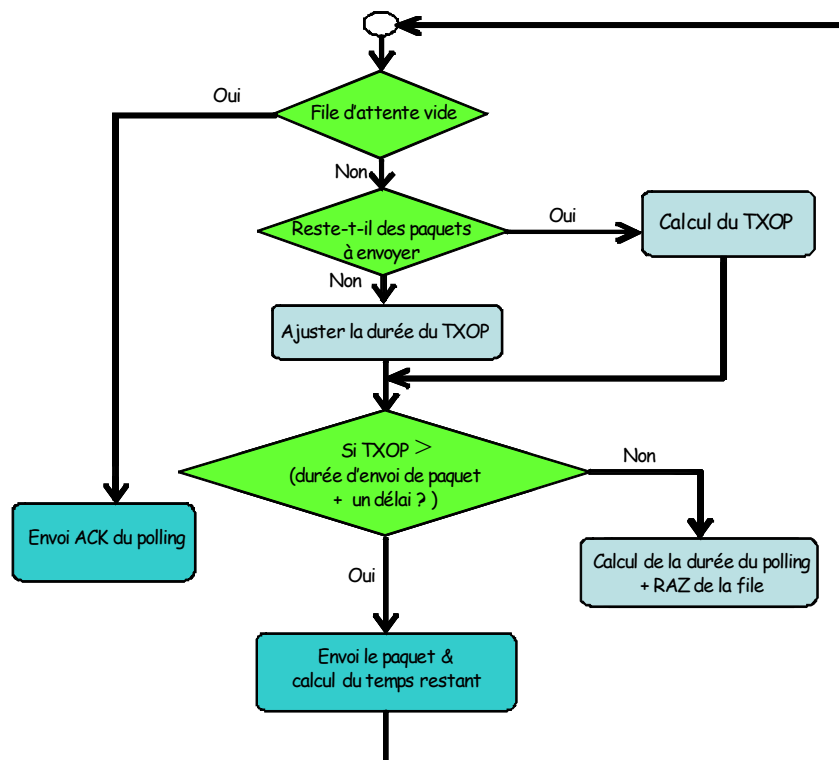 Oui
File d'attente vide
Non
Reste-t-il des paquets
à envoyer
Oui
Calcul du TXOP
Non
Ajuster la durée du TXOP
Si TXOP >
(durée d'envoi de paquet
+ un délai ? )
Non
Envoi ACK du polling
Oui
Calcul de la durée du polling
+ RAZ de la file
Envoi le paquet &
calcul du temps restant